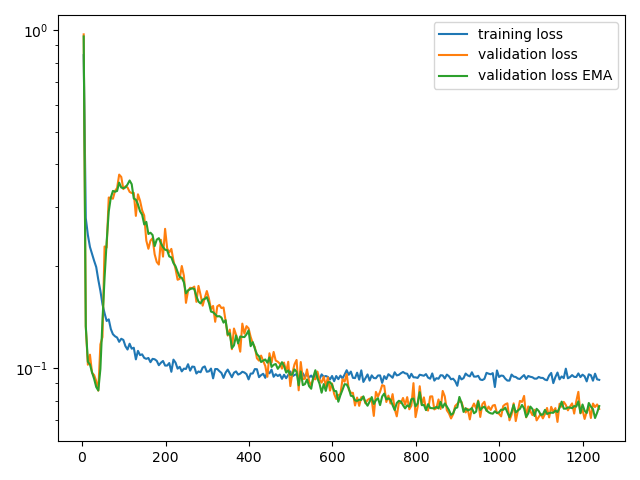 10⁰
10⁻¹
training loss
validation loss
validation loss EMA
0 200 400 600 800 1000 1200